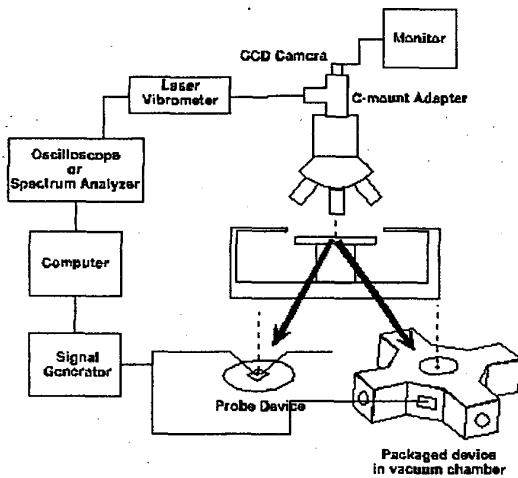 Monitor
CCD Camera
Laser
Vibrometer
C-mount Adapter
Oscilloscope
or
Spectrum Analyzer
Computer
Signal
Generator
Probe Device
Packaged device
in vacuum chamber